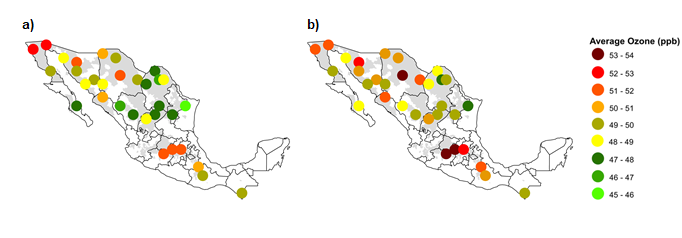 a)
b)
Average Ozone (ppb)
53 - 54
52 - 53
51 - 52
50 - 51
49 - 50
48 - 49
47 - 48
46 - 47
45 - 46